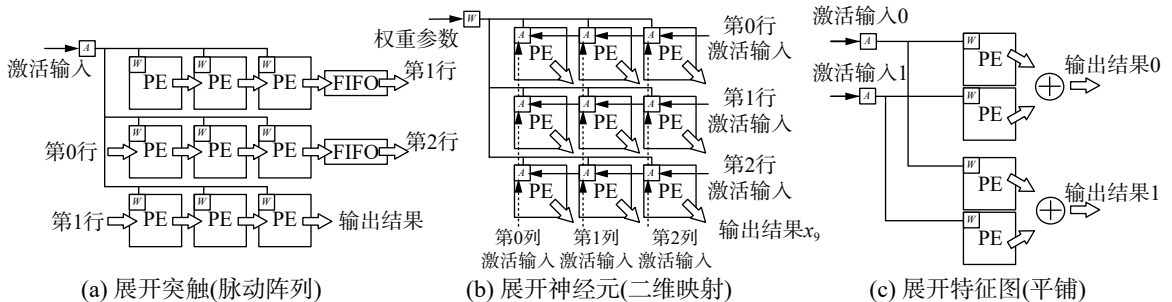 激活输入
A
W
PE
W
PE
W
PE
FIFO
第1行
第0行
W
PE
W
PE
W
PE
FIFO
第2行
第1行
W
PE
W
PE
W
PE
输出结果
(a) 展开突触(脉动阵列)
权重参数
W
A
PE
A
PE
A
PE
第0行
激活输入
A
PE
A
PE
A
PE
第1行
激活输入
A
PE
A
PE
A
PE
第2行
激活输入
第0列
激活输入
第1列
激活输入
第2列
激活输入
输出结果x₉
(b) 展开神经元(二维映射)
激活输入0
A
激活输入1
A
W
PE
W
PE
输出结果0
W
PE
W
PE
输出结果1
(c) 展开特征图(平铺)